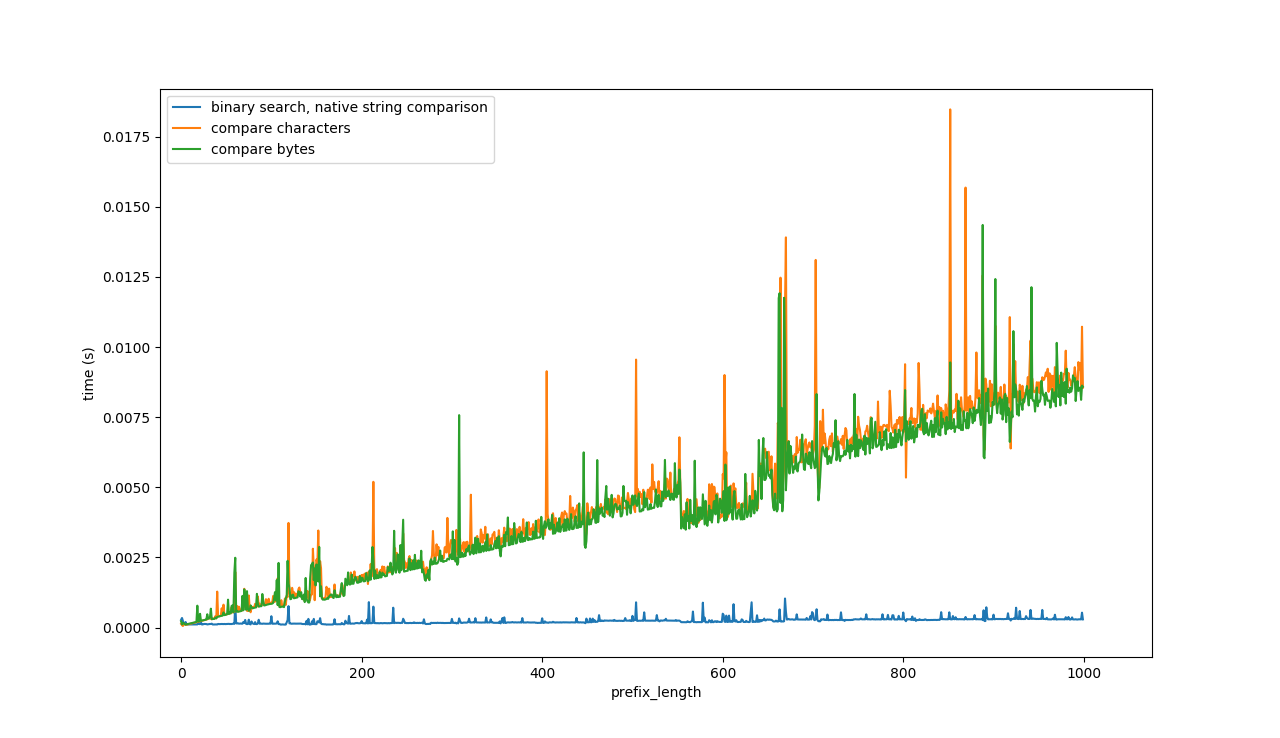 binary search, native string comparison
compare characters
compare bytes
0.0175
0.0150
0.0125
0.0100
0.0075
0.0050
0.0025
0.0000
time (s)
0 200 400 600 800 1000
prefix_length